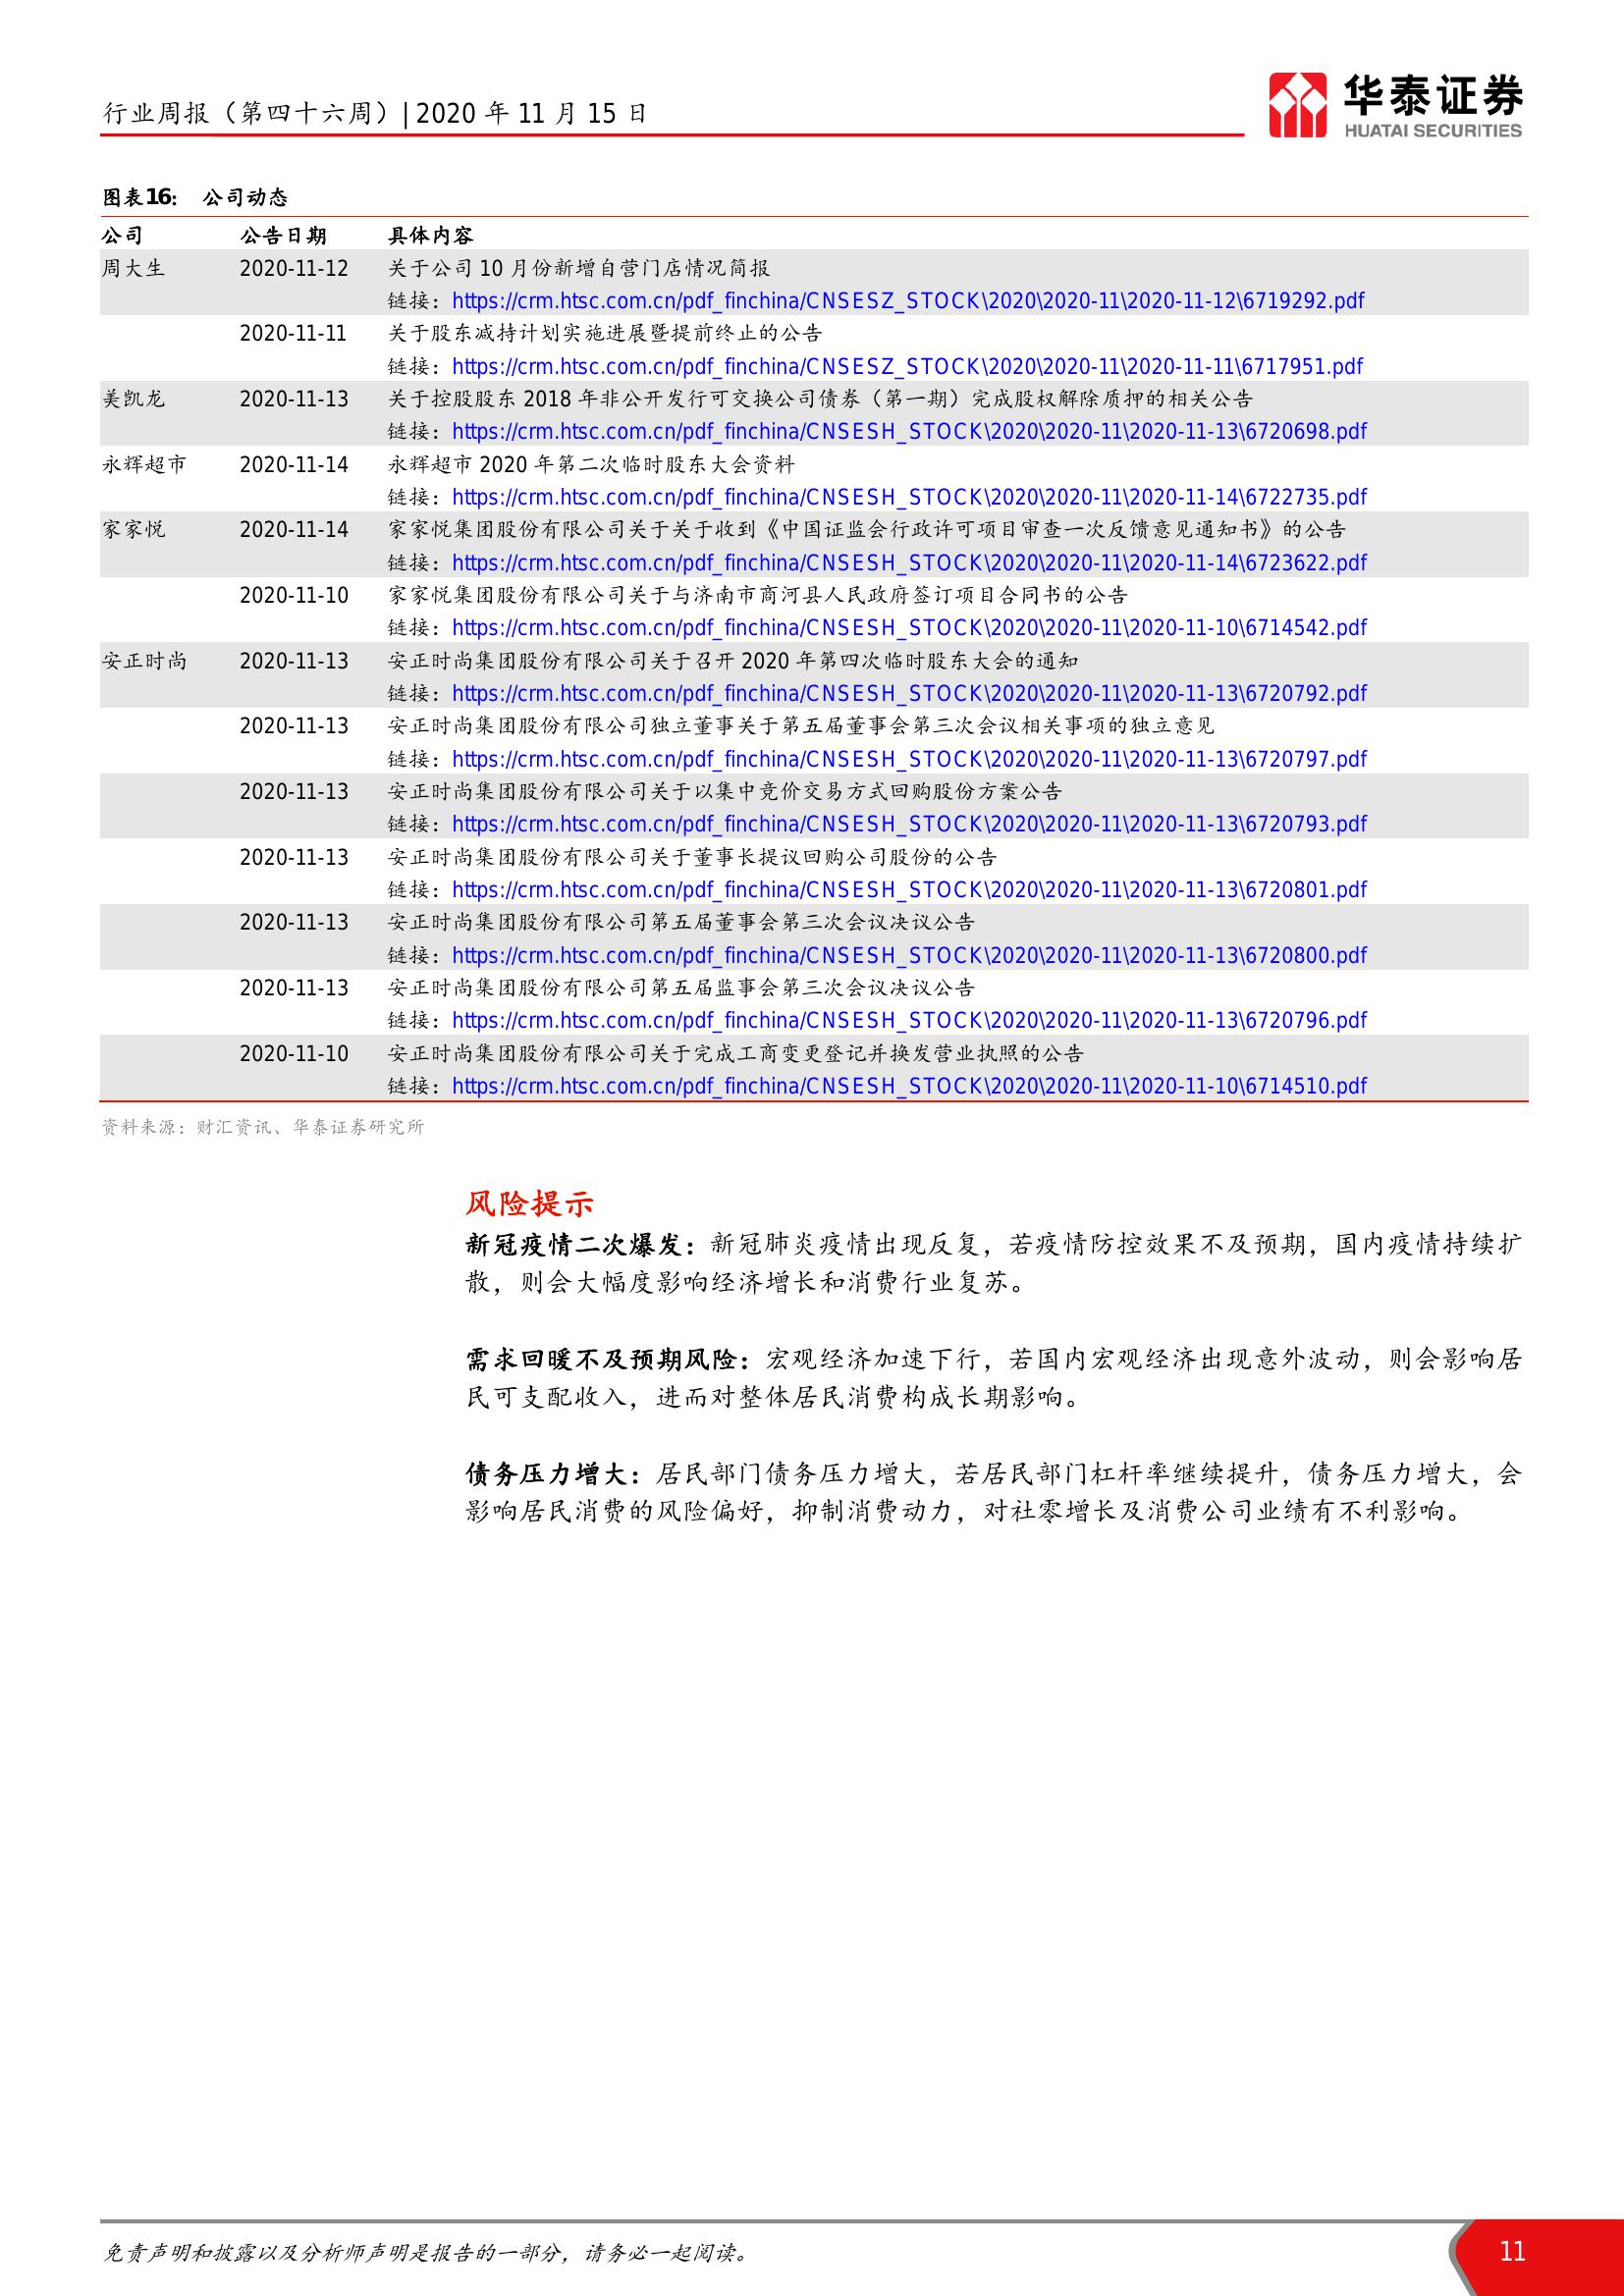 行业周报（第四十六周）| 2020 年 11 月 15 日
华泰证券
HUATAI SECURITIES
图表16： 公司动态
公司 公告日期 具体内容
周大生 2020-11-12 关于公司 10 月份新增自营门店情况简报
链接：https://crm.htsc.com.cn/pdf_finchina/CNSESZ_STOCK\2020\2020-11\2020-11-12\6719292.pdf
2020-11-11 关于股东减持计划实施进展暨提前终止的公告
链接：https://crm.htsc.com.cn/pdf_finchina/CNSESZ_STOCK\2020\2020-11\2020-11-11\6717951.pdf
美凯龙 2020-11-13 关于控股股东 2018 年非公开发行可交换公司债券（第一期）完成股权解除质押的相关公告
链接：https://crm.htsc.com.cn/pdf_finchina/CNSESH_STOCK\2020\2020-11\2020-11-13\6720698.pdf
永辉超市 2020-11-14 永辉超市 2020 年第二次临时股东大会资料
链接：https://crm.htsc.com.cn/pdf_finchina/CNSESH_STOCK\2020\2020-11\2020-11-14\6722735.pdf
家家悦 2020-11-14 家家悦集团股份有限公司关于关于收到《中国证监会行政许可项目审查一次反馈意见通知书》的公告
链接：https://crm.htsc.com.cn/pdf_finchina/CNSESH_STOCK\2020\2020-11\2020-11-14\6723622.pdf
2020-11-10 家家悦集团股份有限公司关于与济南市商河县人民政府签订项目合同书的公告
链接：https://crm.htsc.com.cn/pdf_finchina/CNSESH_STOCK\2020\2020-11\2020-11-10\6714542.pdf
安正时尚 2020-11-13 安正时尚集团股份有限公司关于召开 2020 年第四次临时股东大会的通知
链接：https://crm.htsc.com.cn/pdf_finchina/CNSESH_STOCK\2020\2020-11\2020-11-13\6720792.pdf
2020-11-13 安正时尚集团股份有限公司独立董事关于第五届董事会第三次会议相关事项的独立意见
链接：https://crm.htsc.com.cn/pdf_finchina/CNSESH_STOCK\2020\2020-11\2020-11-13\6720797.pdf
2020-11-13 安正时尚集团股份有限公司关于以集中竞价交易方式回购股份方案公告
链接：https://crm.htsc.com.cn/pdf_finchina/CNSESH_STOCK\2020\2020-11\2020-11-13\6720793.pdf
2020-11-13 安正时尚集团股份有限公司关于董事长提议回购公司股份的公告
链接：https://crm.htsc.com.cn/pdf_finchina/CNSESH_STOCK\2020\2020-11\2020-11-13\6720801.pdf
2020-11-13 安正时尚集团股份有限公司第五届董事会第三次会议决议公告
链接：https://crm.htsc.com.cn/pdf_finchina/CNSESH_STOCK\2020\2020-11\2020-11-13\6720800.pdf
2020-11-13 安正时尚集团股份有限公司第五届监事会第三次会议决议公告
链接：https://crm.htsc.com.cn/pdf_finchina/CNSESH_STOCK\2020\2020-11\2020-11-13\6720796.pdf
2020-11-10 安正时尚集团股份有限公司关于完成工商变更登记并换发营业执照的公告
链接：https://crm.htsc.com.cn/pdf_finchina/CNSESH_STOCK\2020\2020-11\2020-11-10\6714510.pdf
资料来源：财汇资讯、华泰证券研究所
风险提示
新冠疫情二次爆发：新冠肺炎疫情出现反复，若疫情防控效果不及预期，国内疫情持续扩
散，则会大幅度影响经济增长和消费行业复苏。
需求回暖不及预期风险：宏观经济加速下行，若国内宏观经济出现意外波动，则会影响居
民可支配收入，进而对整体居民消费构成长期影响。
债务压力增大：居民部门债务压力增大，若居民部门杠杆率继续提升，债务压力增大，会
影响居民消费的风险偏好，抑制消费动力，对社零增长及消费公司业绩有不利影响。
免责声明和披露以及分析师声明是报告的一部分，请务必一起阅读。
11